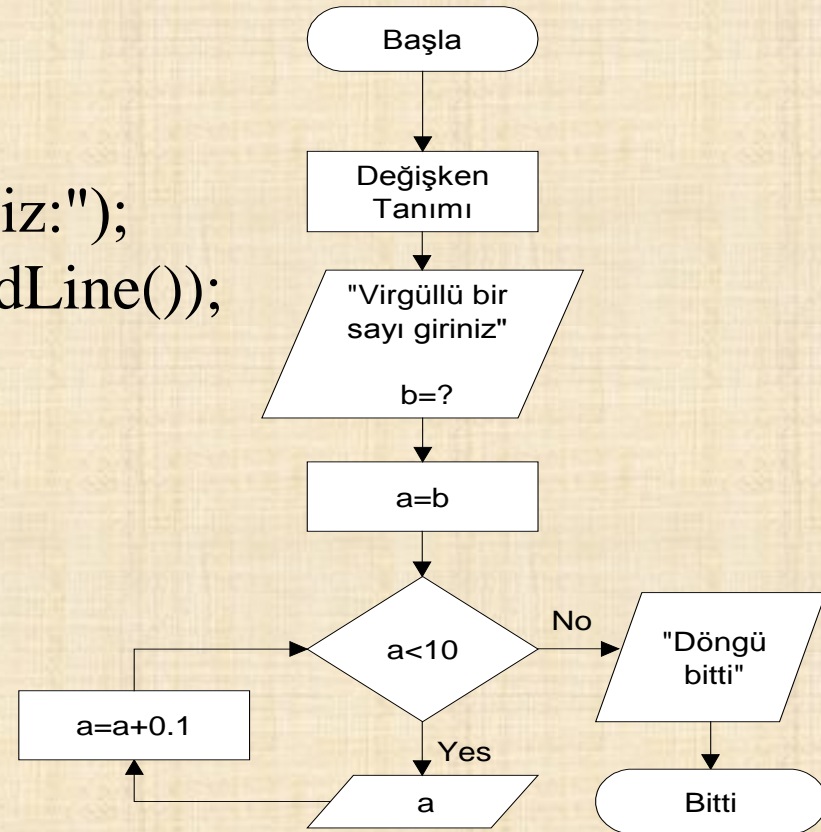 iz:");
dLine());
Başla
Değişken
Tanımı
"Virgüllü bir
sayı giriniz"
b=?
a=b
a<10
No
"Döngü
bitti"
a=a+0.1
Yes
a
Bitti